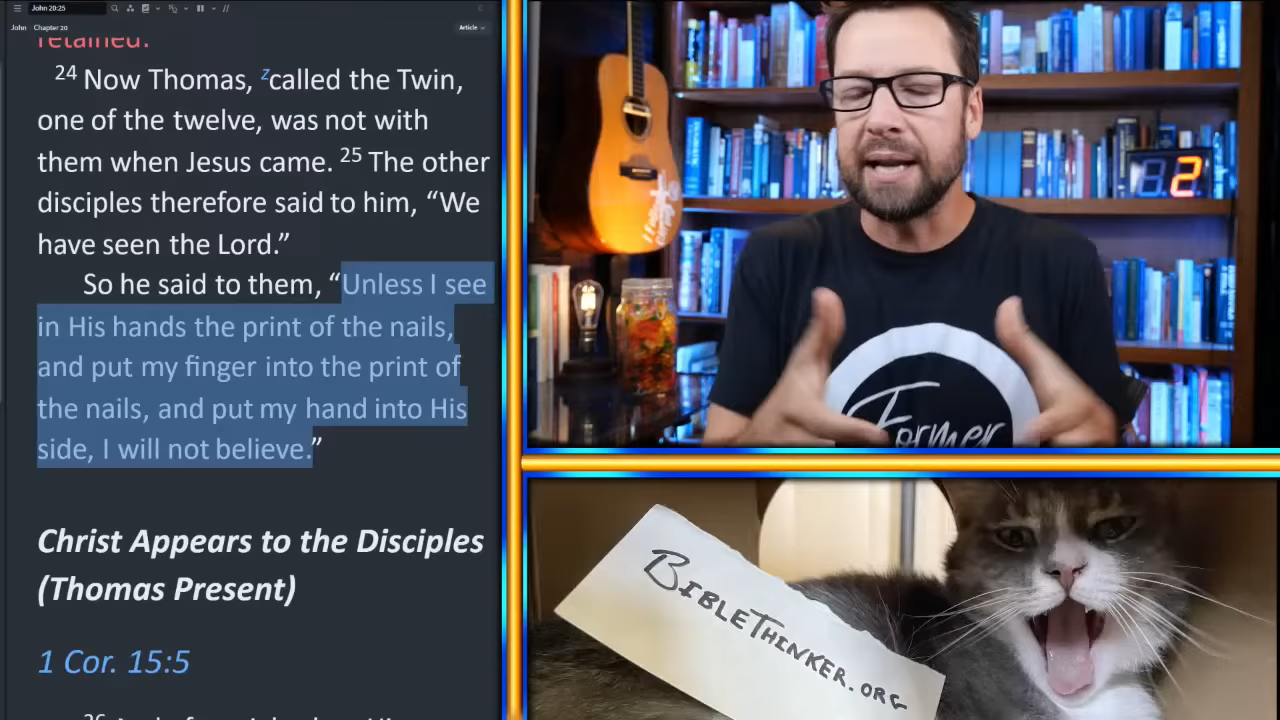 John 20:25
John Chapter 20
Article
retained.
24 Now Thomas, zcalled the Twin,
one of the twelve, was not with
them when Jesus came. 25 The other
disciples therefore said to him, “We
have seen the Lord.”
So he said to them, “Unless I see
in His hands the print of the nails,
and put my finger into the print of
the nails, and put my hand into His
side, I will not believe.”
Christ Appears to the Disciples
(Thomas Present)
1 Cor. 15:5
2
Former
BIBLETHINKER.ORG